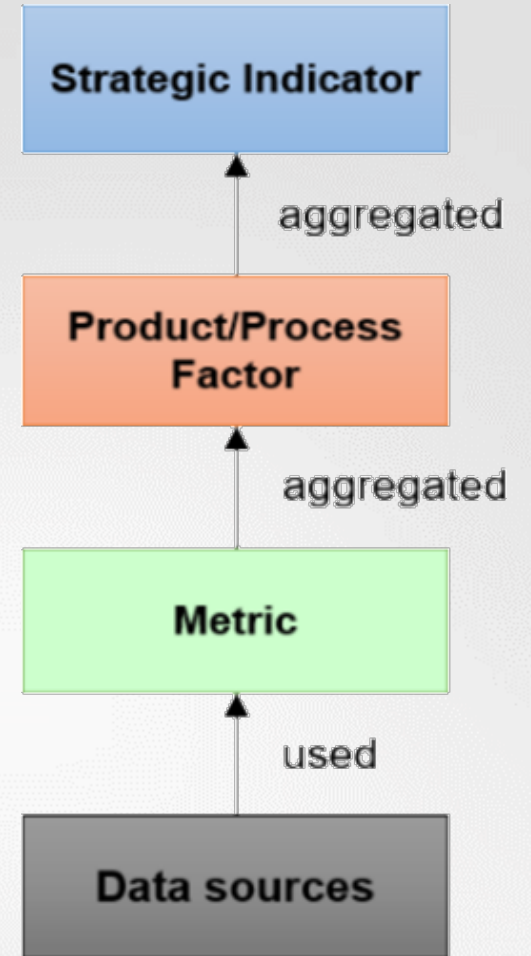 Strategic Indicator
aggregated
Product/Process
Factor
aggregated
Metric
used
Data sources